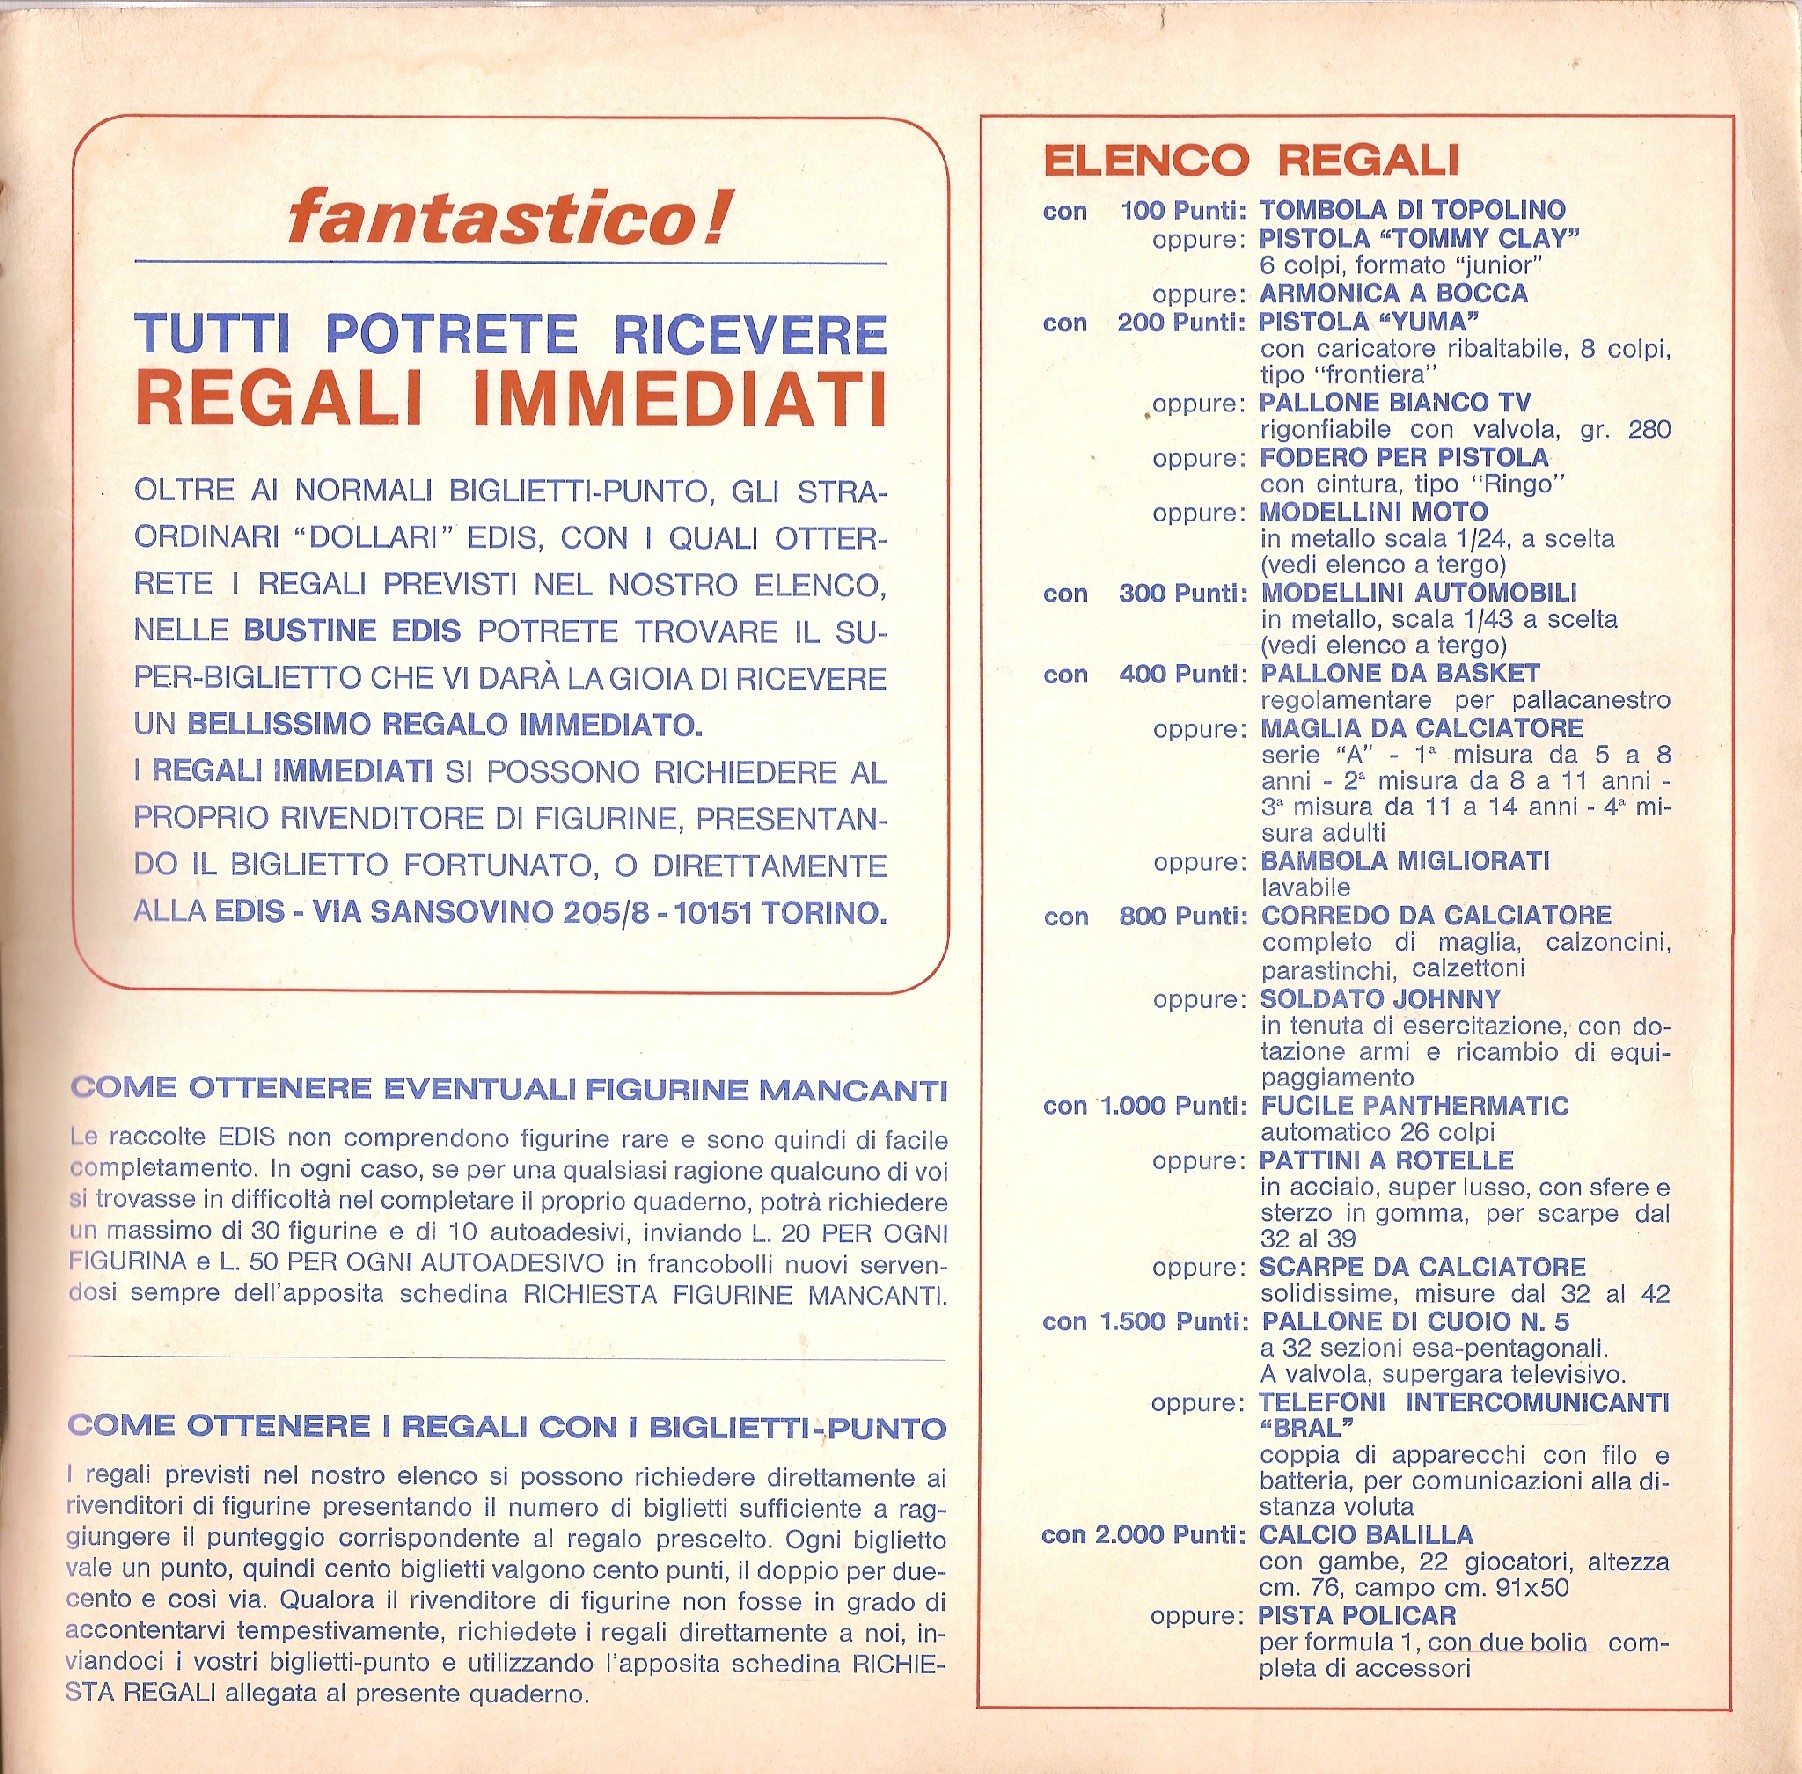 fantastico!
TUTTI POTRETE RICEVERE
REGALI IMMEDIATI
OLTRE AI NORMALI BIGLIETTI-PUNTO, GLI STRA-
ORDINARI “DOLLARI” EDIS, CON I QUALI OTTER-
RETE I REGALI PREVISTI NEL NOSTRO ELENCO,
NELLE BUSTINE EDIS POTRETE TROVARE IL SU-
PER-BIGLIETTO CHE VI DARÀ LA GIOIA DI RICEVERE
UN BELLISSIMO REGALO IMMEDIATO.
I REGALI IMMEDIATI SI POSSONO RICHIEDERE AL
PROPRIO RIVENDITORE DI FIGURINE, PRESENTAN-
DO IL BIGLIETTO FORTUNATO, O DIRETTAMENTE
ALLA EDIS - VIA SANSOVINO 205/8 - 10151 TORINO.
COME OTTENERE EVENTUALI FIGURINE MANCANTI
Le raccolte EDIS non comprendono figurine rare e sono quindi di facile
completamento. In ogni caso, se per una qualsiasi ragione qualcuno di voi
si trovasse in difficoltà nel completare il proprio quaderno, potrà richiedere
un massimo di 30 figurine e di 10 autoadesivi, inviando L. 20 PER OGNI
FIGURINA e L. 50 PER OGNI AUTOADESIVO in francobolli nuovi serven-
dosi sempre dell'apposita schedina RICHIESTA FIGURINE MANCANTI.
COME OTTENERE I REGALI CON I BIGLIETTI-PUNTO
I regali previsti nel nostro elenco si possono richiedere direttamente ai
rivenditori di figurine presentando il numero di biglietti sufficiente a rag-
giungere il punteggio corrispondente al regalo prescelto. Ogni biglietto
vale un punto, quindi cento biglietti valgono cento punti, il doppio per due-
cento e così via. Qualora il rivenditore di figurine non fosse in grado di
accontentarvi tempestivamente, richiedete i regali direttamente a noi, in-
viandoci i vostri biglietti-punto e utilizzando l'apposita schedina RICHIE-
STA REGALI allegata al presente quaderno.
ELENCO REGALI
con 100 Punti: TOMBOLA DI TOPOLINO
oppure: PISTOLA “TOMMY CLAY”
6 colpi, formato “junior”
oppure: ARMONICA A BOCCA
con 200 Punti: PISTOLA “YUMA”
con caricatore ribaltabile, 8 colpi,
tipo “frontiera”
oppure: PALLONE BIANCO TV
rigonfiabile con valvola, gr. 280
oppure: FODERO PER PISTOLA
con cintura, tipo “Ringo”
oppure: MODELLINI MOTO
in metallo scala 1/24, a scelta
(vedi elenco a tergo)
con 300 Punti: MODELLINI AUTOMOBILI
in metallo, scala 1/43 a scelta
(vedi elenco a tergo)
con 400 Punti: PALLONE DA BASKET
regolamentare per pallacanestro
oppure: MAGLIA DA CALCIATORE
serie “A” - 1ª misura da 5 a 8
anni - 2ª misura da 8 a 11 anni -
3ª misura da 11 a 14 anni - 4ª mi-
sura adulti
oppure: BAMBOLA MIGLIORATI
lavabile
con 800 Punti: CORREDO DA CALCIATORE
completo di maglia, calzoncini,
parastinchi, calzettoni
oppure: SOLDATO JOHNNY
in tenuta di esercitazione, con do-
tazione armi e ricambio di equi-
paggiamento
con 1.000 Punti: FUCILE PANTHERMATIC
automatico 26 colpi
oppure: PATTINI A ROTELLE
in acciaio, super lusso, con sfere e
sterzo in gomma, per scarpe dal
32 al 39
oppure: SCARPE DA CALCIATORE
solidissime, misure dal 32 al 42
con 1.500 Punti: PALLONE DI CUOIO N. 5
a 32 sezioni esa-pentagonali.
A valvola, supergara televisivo.
oppure: TELEFONI INTERCOMUNICANTI
“BRAL”
coppia di apparecchi con filo e
batteria, per comunicazioni alla di-
stanza voluta
con 2.000 Punti: CALCIO BALILLA
con gambe, 22 giocatori, altezza
cm. 76, campo cm. 91x50
oppure: PISTA POLICAR
per formula 1, con due bolid com-
pleta di accessori